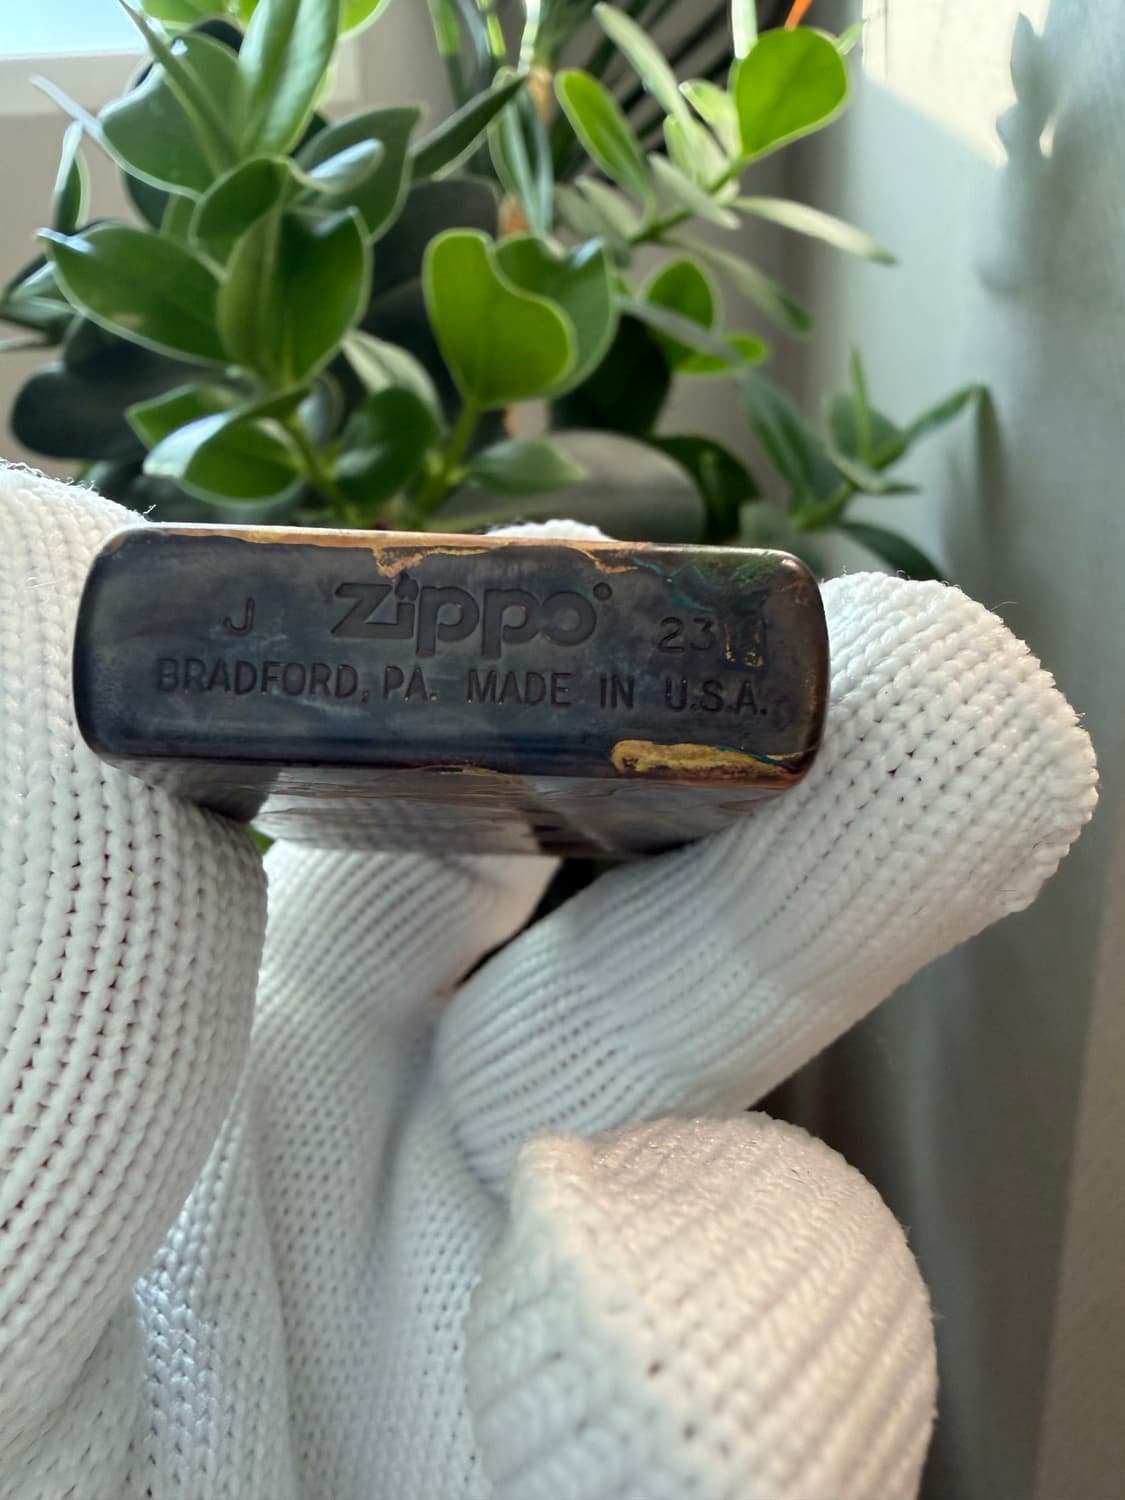 J zippo 23
BRADFORD, PA. MADE IN U.S.A.